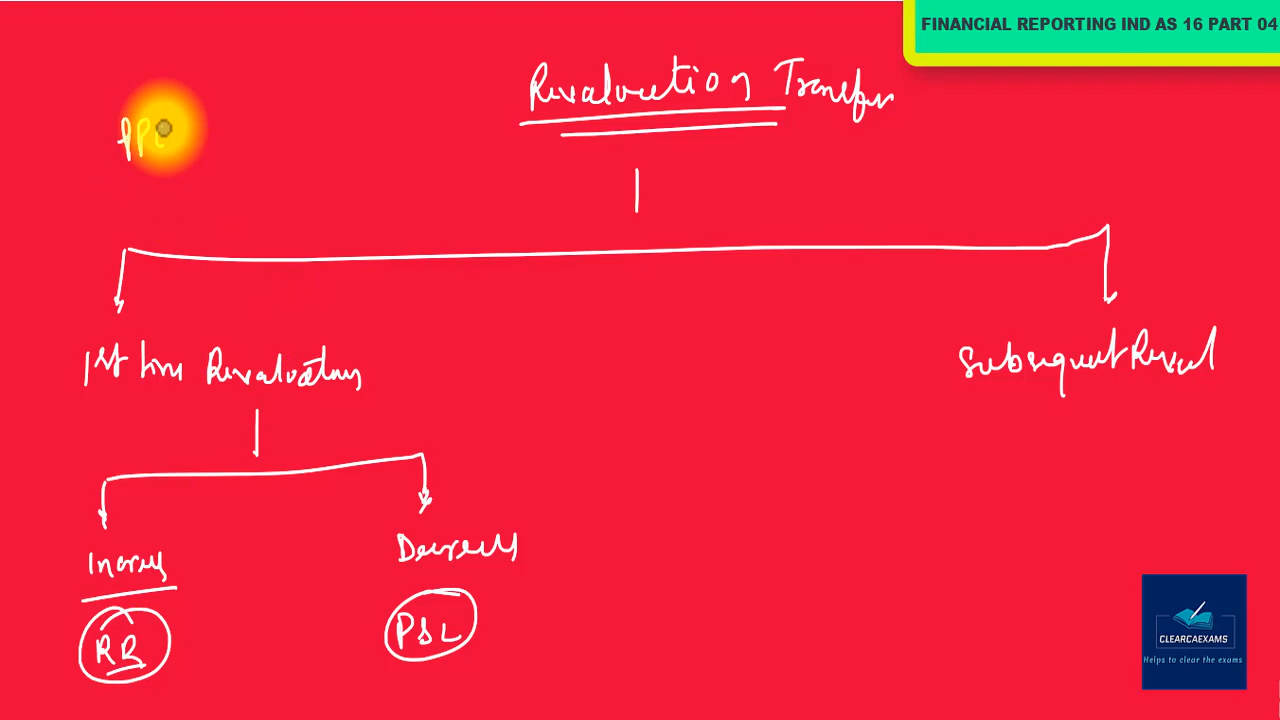 FINANCIAL REPORTING IND AS 16 PART 04
Revaluation Transfer
PPE
1st time Revaluation
Subsequent Reval
Increase
Decrease
RR
P&L
CLEARCAEXAMS
Helps to clear the exams